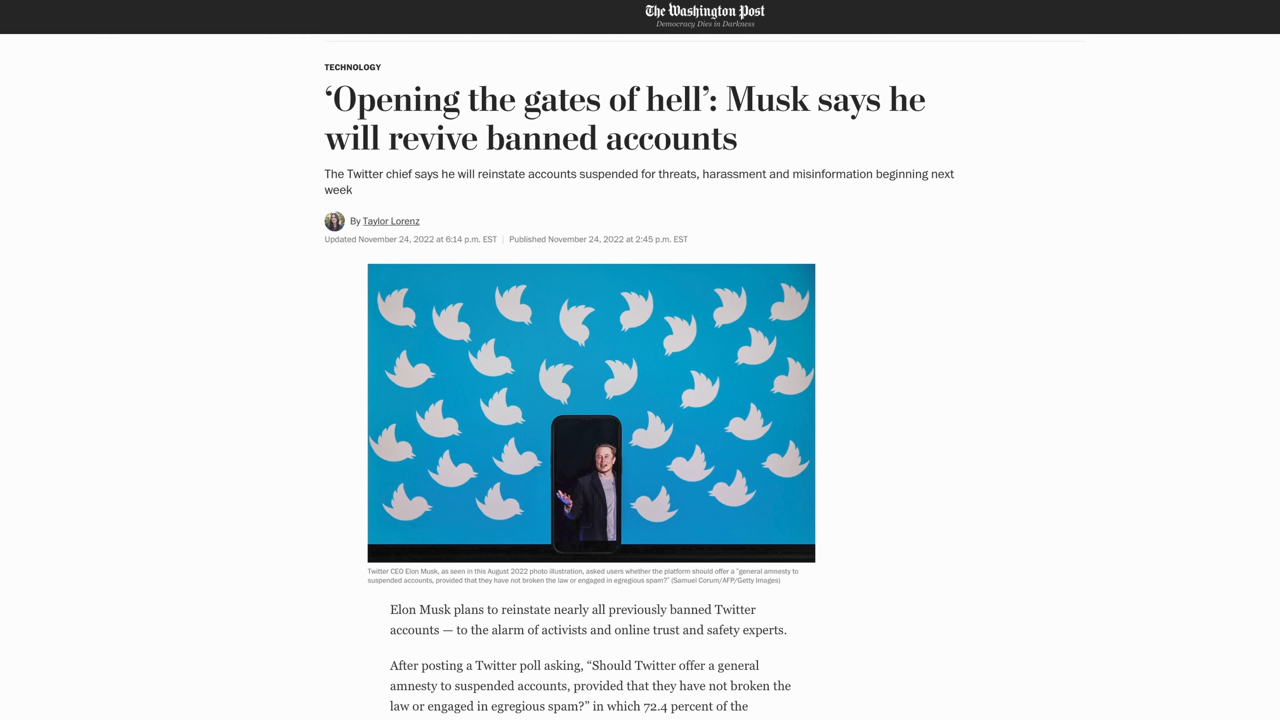 The Washington Post
Democracy Dies in Darkness
TECHNOLOGY
‘Opening the gates of hell’: Musk says he
will revive banned accounts
The Twitter chief says he will reinstate accounts suspended for threats, harassment and misinformation beginning next
week
By Taylor Lorenz
Updated November 24, 2022 at 6:14 p.m. EST | Published November 24, 2022 at 2:45 p.m. EST
Twitter CEO Elon Musk, as seen in this August 2022 photo illustration, asked users whether the platform should offer a “general amnesty to
suspended accounts, provided that they have not broken the law or engaged in egregious spam?” (Samuel Corum/AFP/Getty Images)
Elon Musk plans to reinstate nearly all previously banned Twitter
accounts — to the alarm of activists and online trust and safety experts.
After posting a Twitter poll asking, “Should Twitter offer a general
amnesty to suspended accounts, provided that they have not broken the
law or engaged in egregious spam?” in which 72.4 percent of the